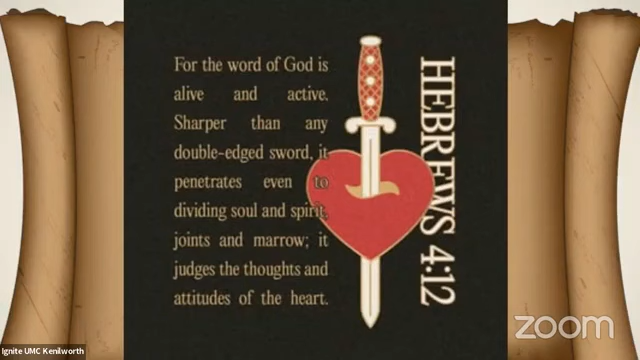 For the word of God is
alive and active.
Sharper than any
double-edged sword, it
penetrates even to
dividing soul and spirit,
joints and marrow; it
judges the thoughts and
attitudes of the heart.
HEBREWS 4:12
zoom
Ignite UMC Kenilworth